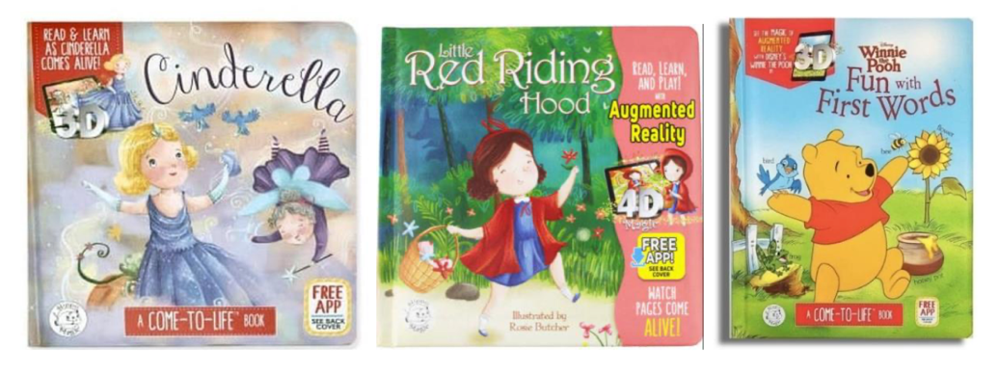 READ & LEARN
AS CINDERELLA
COMES ALIVE!
3D
Cinderella
FREE
APP
SEE BACK
COVER
A COME-TO-LIFE™ BOOK
Little
Red Riding
Hood
READ, LEARN,
AND PLAY!
WITH
Augmented
Reality
4D
Magic
FREE
APP!
SEE BACK
COVER
WATCH
PAGES COME
ALIVE!
Illustrated by
Rosie Butcher
SEE THE MAGIC OF
AUGMENTED
REALITY
WITH DISNEY'S
WINNIE THE POOH
3D
Disney
Winnie
the
Pooh
Fun with
First Words
flower
bee
bird
honey pot
A COME-TO-LIFE™ BOOK
FREE
APP